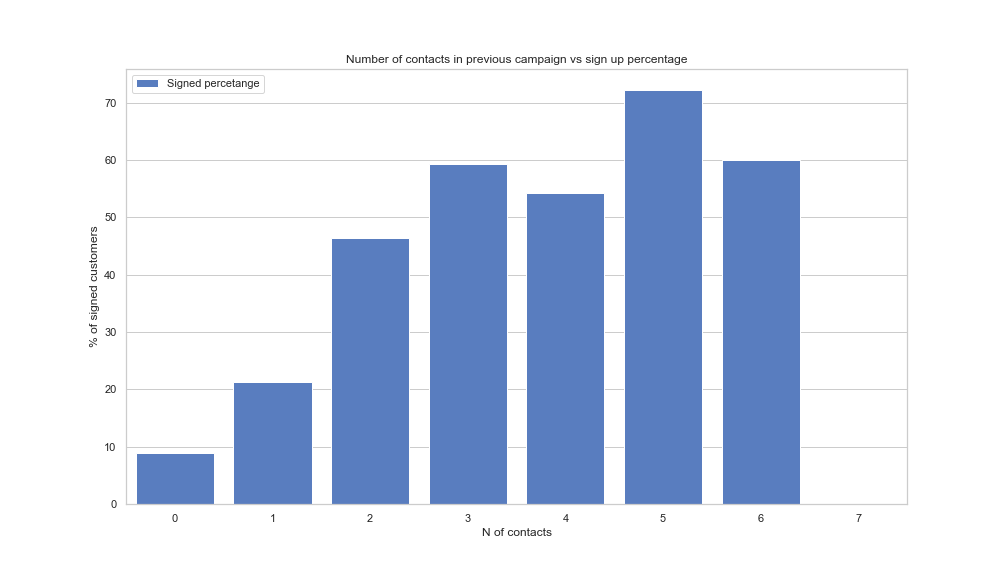 Number of contacts in previous campaign vs sign up percentage
Signed percetange
70
60
50
40
30
20
10
0
% of signed customers
0 1 2 3 4 5 6 7
N of contacts